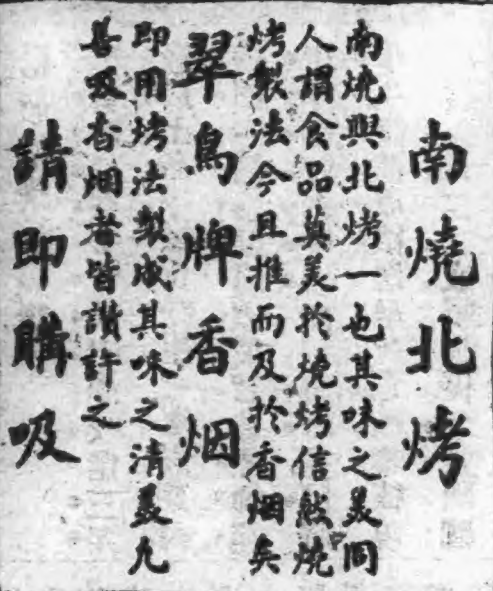 南燒北烤
南燒與北烤一也其味之美同
人謂食品莫美於燒烤信然燒
烤製法今且推而及於香烟矣
翠鳥牌香烟
即用烤法製成其味之清美凡
善吸香烟者皆讚許之
請即購吸